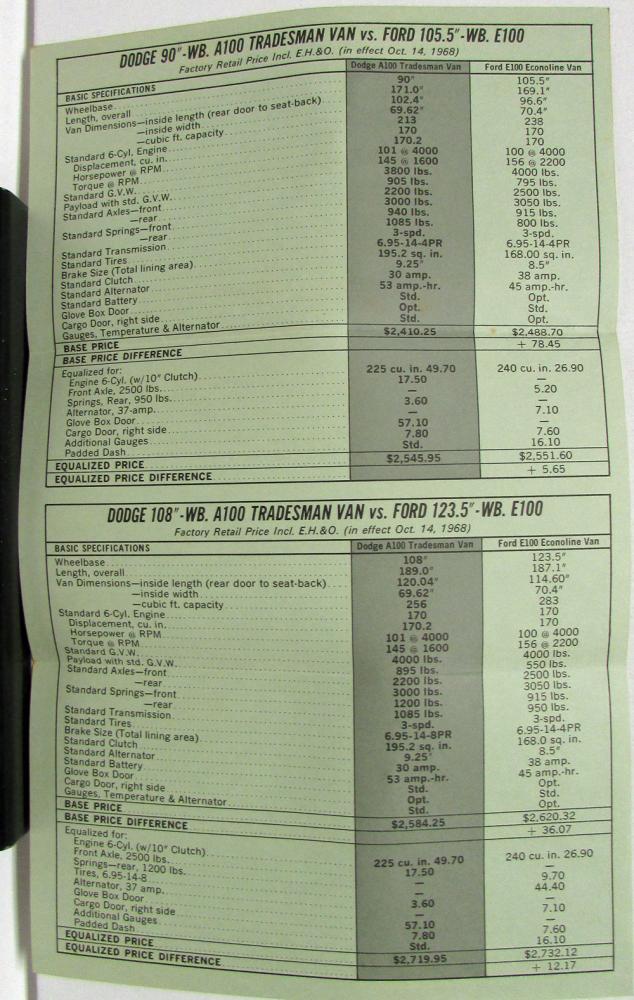 DODGE 90"-WB. A100 TRADESMAN VAN vs. FORD 105.5"-WB. E100
Factory Retail Price Incl. E.H.&O. (in effect Oct. 14, 1968)
BASIC SPECIFICATIONS Dodge A100 Tradesman Van Ford E100 Econoline Van
Wheelbase 90" 105.5"
Length, overall 171.0" 169.1"
Van Dimensions—inside length (rear door to seat-back) 102.4" 96.6"
—inside width 69.62" 70.4"
—cubic ft. capacity 213 238
Standard 6-Cyl. Engine 170 170
Displacement, cu. in. 170.2 170
Horsepower @ RPM 101 @ 4000 100 @ 4000
Torque @ RPM 145 @ 1600 156 @ 2200
Standard G.V.W. 3800 lbs. 4000 lbs.
Payload with std. G.V.W. 905 lbs. 795 lbs.
Standard Axles—front 2200 lbs. 2500 lbs.
—rear 3000 lbs. 3050 lbs.
Standard Springs—front 940 lbs. 915 lbs.
—rear 1085 lbs. 800 lbs.
Standard Transmission 3-spd. 3-spd.
Standard Tires 6.95-14-4PR 6.95-14-4PR
Brake Size (Total lining area) 195.2 sq. in. 168.00 sq. in.
Standard Clutch 9.25" 8.5"
Standard Alternator 30 amp. 38 amp.
Standard Battery 53 amp.-hr. 45 amp.-hr.
Glove Box Door Std. Opt.
Cargo Door, right side Opt. Std.
Gauges, Temperature & Alternator Std. Opt.
BASE PRICE $2,410.25 $2,488.70
BASE PRICE DIFFERENCE + 78.45
Equalized for:
Engine 6-Cyl. (w/10" Clutch) 225 cu. in. 49.70 240 cu. in. 26.90
Front Axle, 2500 lbs. 17.50 —
Springs, Rear, 950 lbs. — 5.20
Alternator, 37-amp. 3.60 —
Glove Box Door — 7.10
Cargo Door, right side 57.10 —
Additional Gauges 7.80 7.60
Padded Dash Std. 16.10
EQUALIZED PRICE $2,545.95 $2,551.60
EQUALIZED PRICE DIFFERENCE + 5.65
DODGE 108"-WB. A100 TRADESMAN VAN vs. FORD 123.5"-WB. E100
Factory Retail Price Incl. E.H.&O. (in effect Oct. 14, 1968)
BASIC SPECIFICATIONS Dodge A100 Tradesman Van Ford E100 Econoline Van
Wheelbase 108" 123.5"
Length, overall 189.0" 187.1"
Van Dimensions—inside length (rear door to seat-back) 120.04" 114.60"
—inside width 69.62" 70.4"
—cubic ft. capacity 256 283
Standard 6-Cyl. Engine 170 170
Displacement, cu. in. 170.2 170
Horsepower @ RPM 101 @ 4000 100 @ 4000
Torque @ RPM 145 @ 1600 156 @ 2200
Standard G.V.W. 4000 lbs. 4000 lbs.
Payload with std. G.V.W. 895 lbs. 550 lbs.
Standard Axles—front 2200 lbs. 2500 lbs.
—rear 3000 lbs. 3050 lbs.
Standard Springs—front 1200 lbs. 915 lbs.
—rear 1085 lbs. 950 lbs.
Standard Transmission 3-spd. 3-spd.
Standard Tires 6.95-14-8PR 6.95-14-4PR
Brake Size (Total lining area) 195.2 sq. in. 168.0 sq. in.
Standard Clutch 9.25" 8.5"
Standard Alternator 30 amp. 38 amp.
Standard Battery 53 amp.-hr. 45 amp.-hr.
Glove Box Door Std. Opt.
Cargo Door, right side Opt. Std.
Gauges, Temperature & Alternator Std. Opt.
BASE PRICE $2,584.25 $2,620.32
BASE PRICE DIFFERENCE + 36.07
Equalized for:
Engine 6-Cyl. (w/10" Clutch) 225 cu. in. 49.70 240 cu. in. 26.90
Front Axle, 2500 lbs. 17.50 —
Springs—rear, 1200 lbs. — 9.70
Tires, 6.95-14-8 — 44.40
Alternator, 37 amp. 3.60 —
Glove Box Door — 7.10
Cargo Door, right side 57.10 —
Additional Gauges 7.80 7.60
Padded Dash Std. 16.10
EQUALIZED PRICE $2,719.95 $2,732.12
EQUALIZED PRICE DIFFERENCE + 12.17